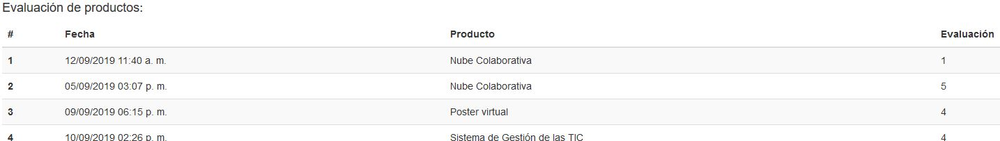 Evaluación de productos:
# Fecha Producto Evaluación
1 12/09/2019 11:40 a. m. Nube Colaborativa 1
2 05/09/2019 03:07 p. m. Nube Colaborativa 5
3 09/09/2019 06:15 p. m. Poster virtual 4
4 10/09/2019 02:26 p. m. Sistema de Gestión de las TIC 4